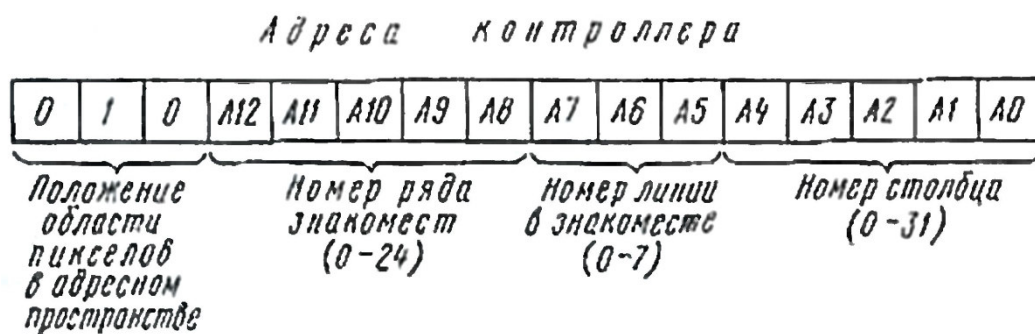 Адреса контроллера
0 1 0 A12 A11 A10 A9 A8 A7 A6 A5 A4 A3 A2 A1 A0
Положение
области
пикселов
в адресном
пространстве
Номер ряда
знакомест
(0-24)
Номер линии
в знакоместе
(0-7)
Номер столбца
(0-31)